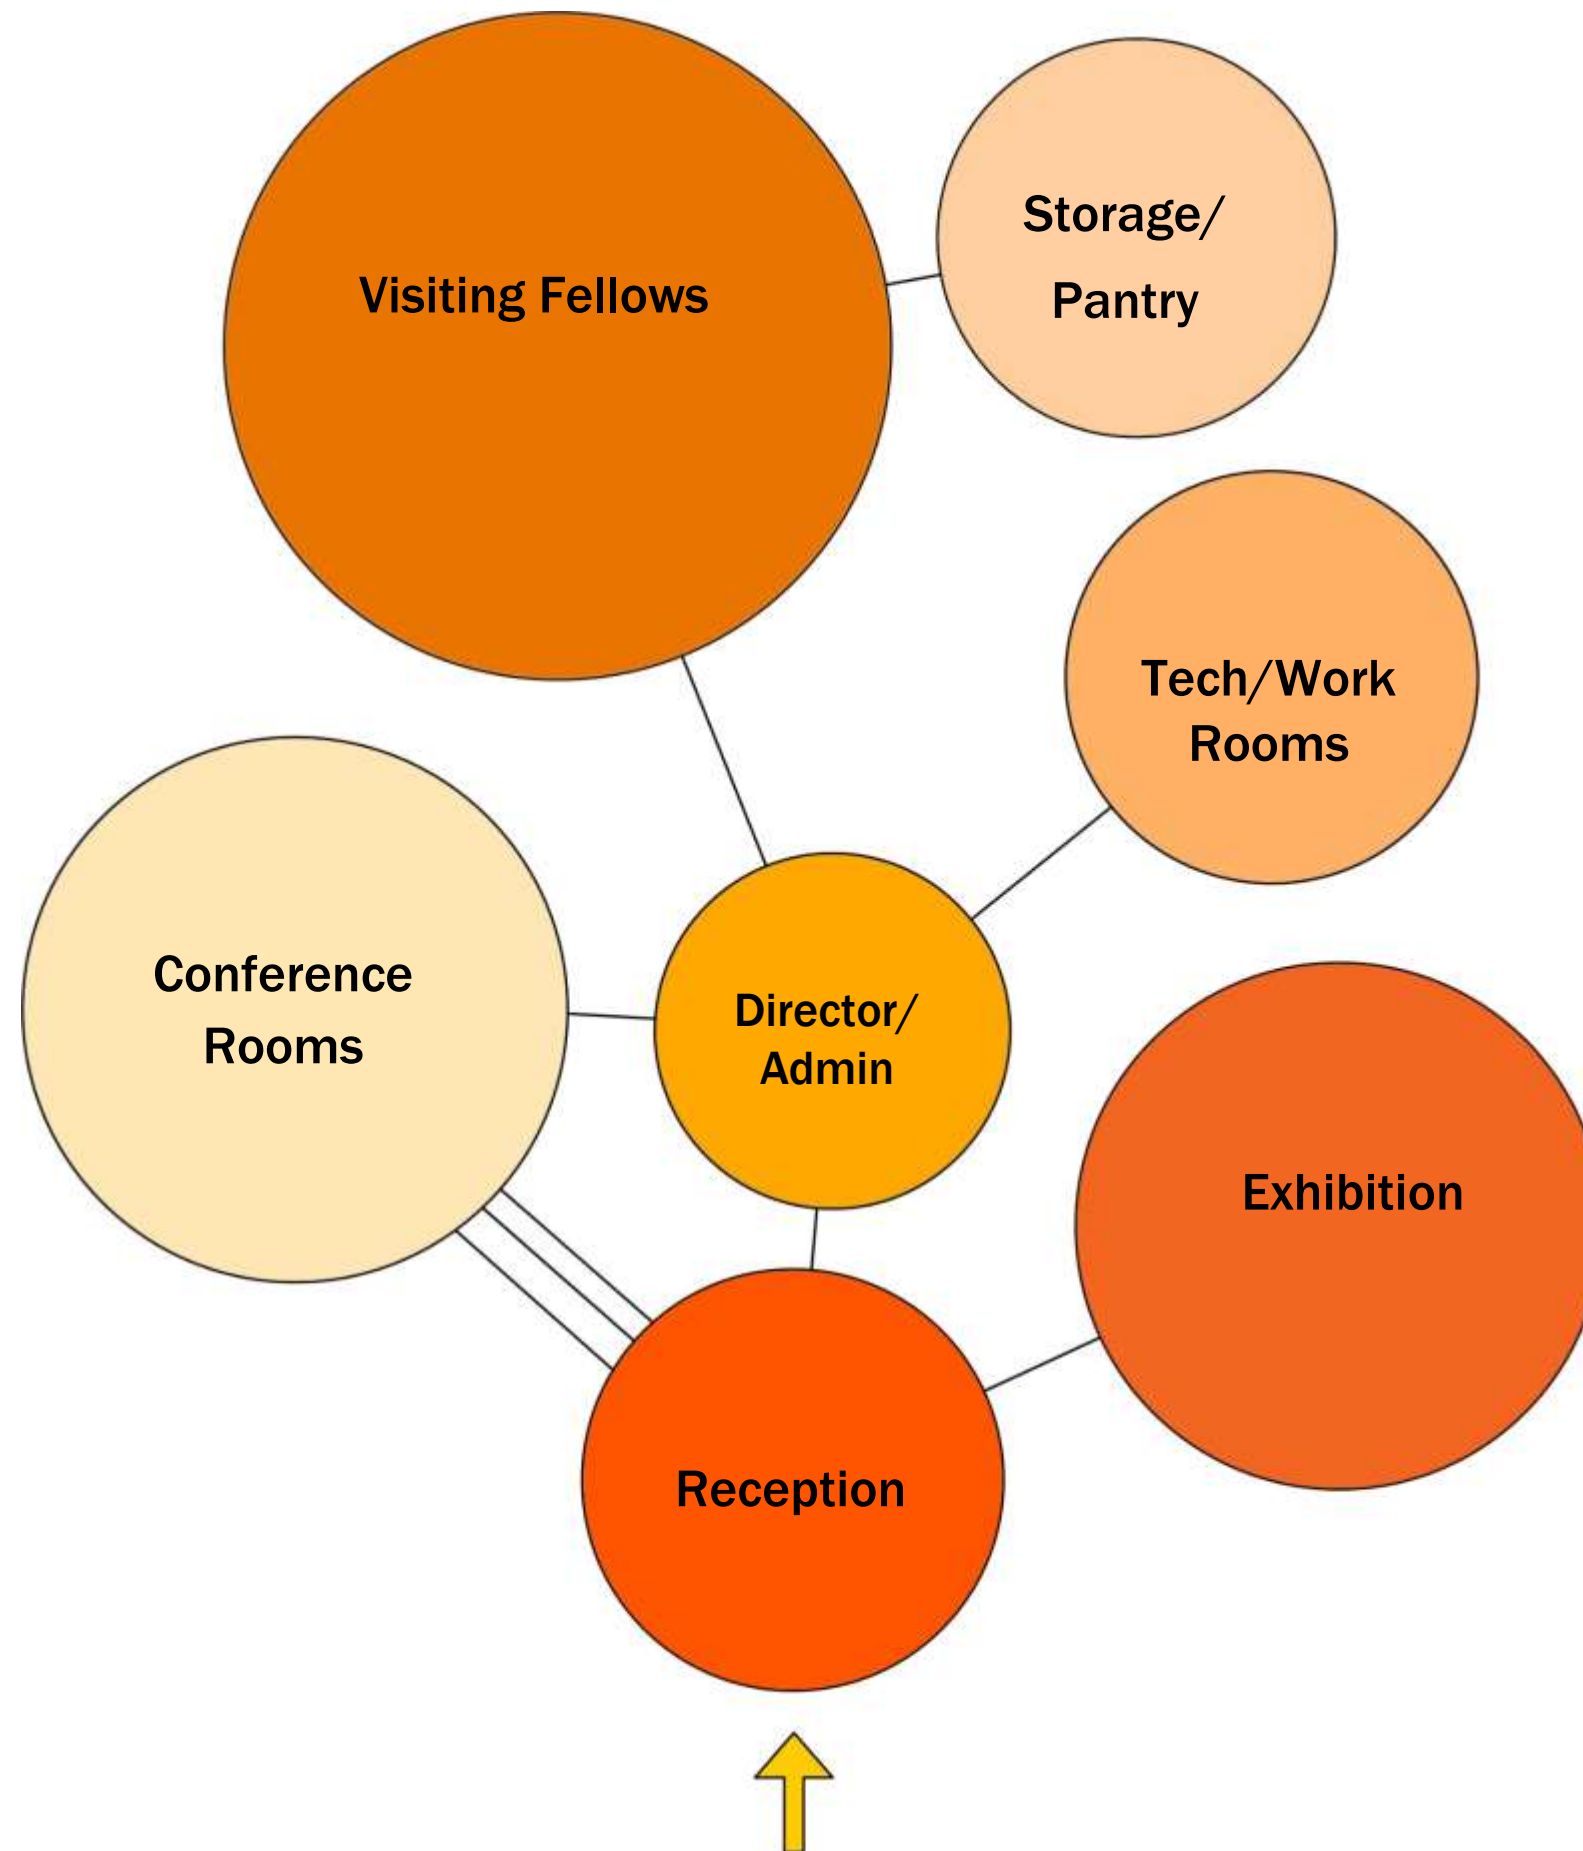 Visiting Fellows
Storage/
Pantry
Tech/Work
Rooms
Conference
Rooms
Director/
Admin
Exhibition
Reception